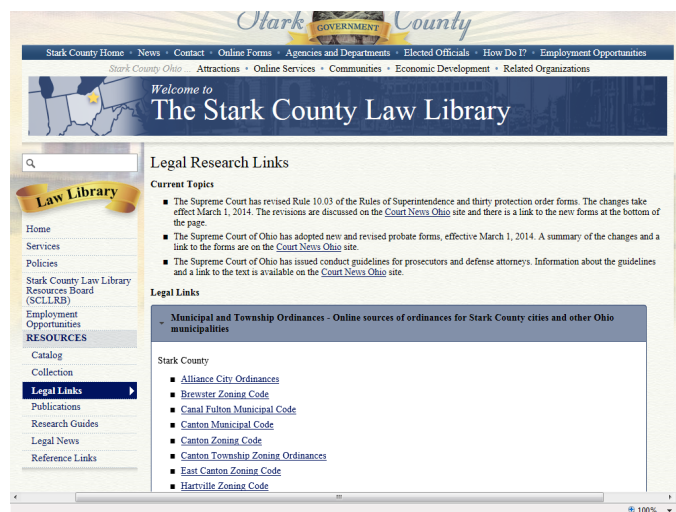 Stark GOVERNMENT County
Stark County Home • News • Contact • Online Forms • Agencies and Departments • Elected Officials • How Do I? • Employment Opportunities
Stark County Ohio ... Attractions • Online Services • Communities • Economic Development • Related Organizations
Welcome to
The Stark County Law Library
Law Library
Home
Services
Policies
Stark County Law Library
Resources Board
(SCLLRB)
Employment
Opportunities
RESOURCES
Catalog
Collection
Legal Links
Publications
Research Guides
Legal News
Reference Links
Legal Research Links
Current Topics
■ The Supreme Court has revised Rule 10.03 of the Rules of Superintendence and thirty protection order forms. The changes take
effect March 1, 2014. The revisions are discussed on the Court News Ohio site and there is a link to the new forms at the bottom of
the page.
■ The Supreme Court of Ohio has adopted new and revised probate forms, effective March 1, 2014. A summary of the changes and a
link to the forms are on the Court News Ohio site.
■ The Supreme Court of Ohio has issued conduct guidelines for prosecutors and defense attorneys. Information about the guidelines
and a link to the text is available on the Court News Ohio site.
Legal Links
Municipal and Township Ordinances - Online sources of ordinances for Stark County cities and other Ohio
municipalities
Stark County
■ Alliance City Ordinances
■ Brewster Zoning Code
■ Canal Fulton Municipal Code
■ Canton Municipal Code
■ Canton Zoning Code
■ Canton Township Zoning Ordinances
■ East Canton Zoning Code
■ Hartville Zoning Code
100%